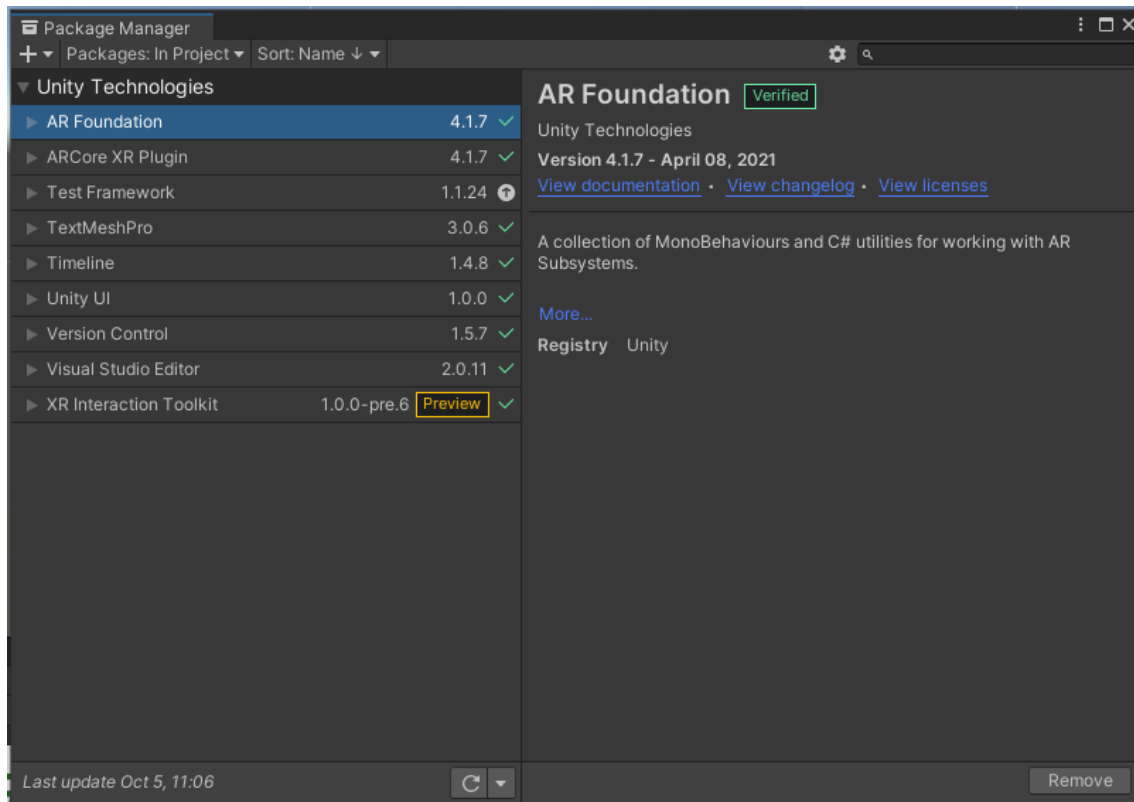 Package Manager
Packages: In Project Sort: Name ↓
Unity Technologies
AR Foundation 4.1.7
ARCore XR Plugin 4.1.7
Test Framework 1.1.24
TextMeshPro 3.0.6
Timeline 1.4.8
Unity UI 1.0.0
Version Control 1.5.7
Visual Studio Editor 2.0.11
XR Interaction Toolkit 1.0.0-pre.6 Preview
Last update Oct 5, 11:06
AR Foundation Verified
Unity Technologies
Version 4.1.7 - April 08, 2021
View documentation • View changelog • View licenses
A collection of MonoBehaviours and C# utilities for working with AR
Subsystems.
More...
Registry Unity
Remove